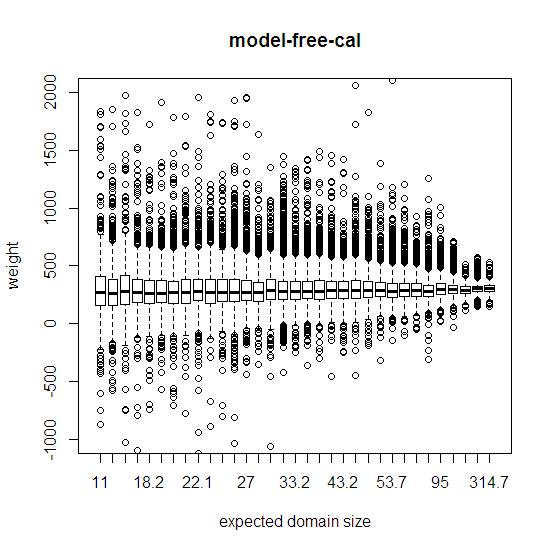 model-free-cal
weight
2000
1500
1000
500
0
-500
-1000
11 18.2 22.1 27 33.2 43.2 53.7 95 314.7
expected domain size